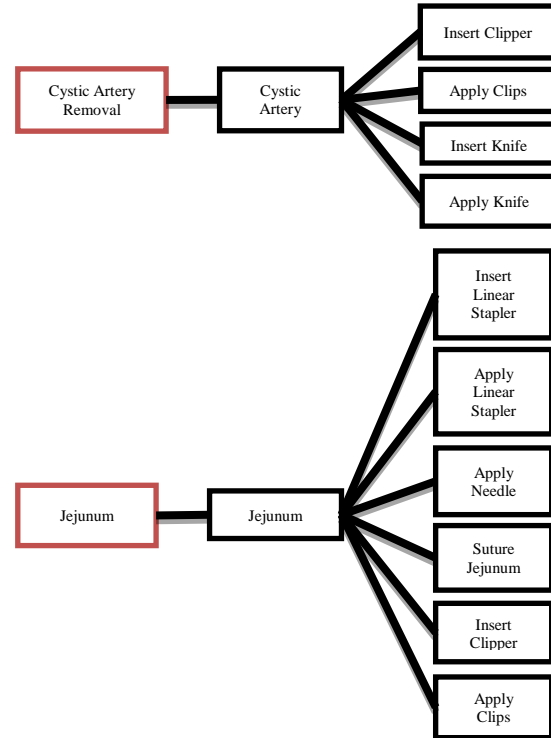 Insert Clipper
Cystic Artery
Removal
Cystic
Artery
Apply Clips
Insert Knife
Apply Knife
Insert
Linear
Stapler
Apply
Linear
Stapler
Apply
Needle
Jejunum
Jejunum
Suture
Jejunum
Insert
Clipper
Apply
Clips